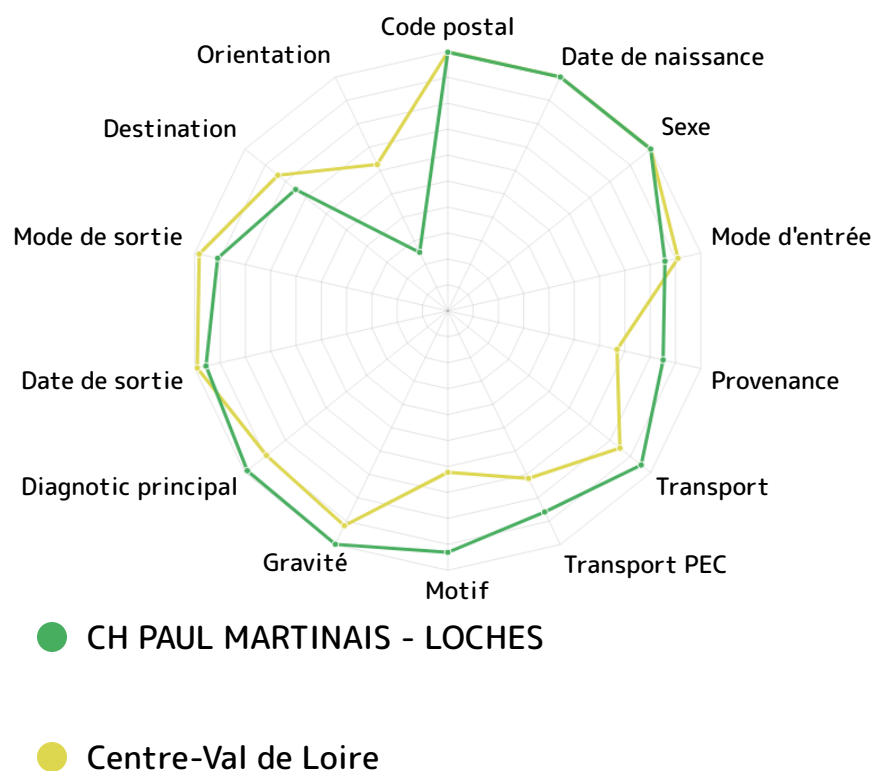 Code postal
Orientation
Date de naissance
Destination
Sexe
Mode de sortie
Mode d'entrée
Date de sortie
Provenance
Diagnotic principal
Transport
Gravité
Transport PEC
Motif
CH PAUL MARTINAIS - LOCHES
Centre-Val de Loire